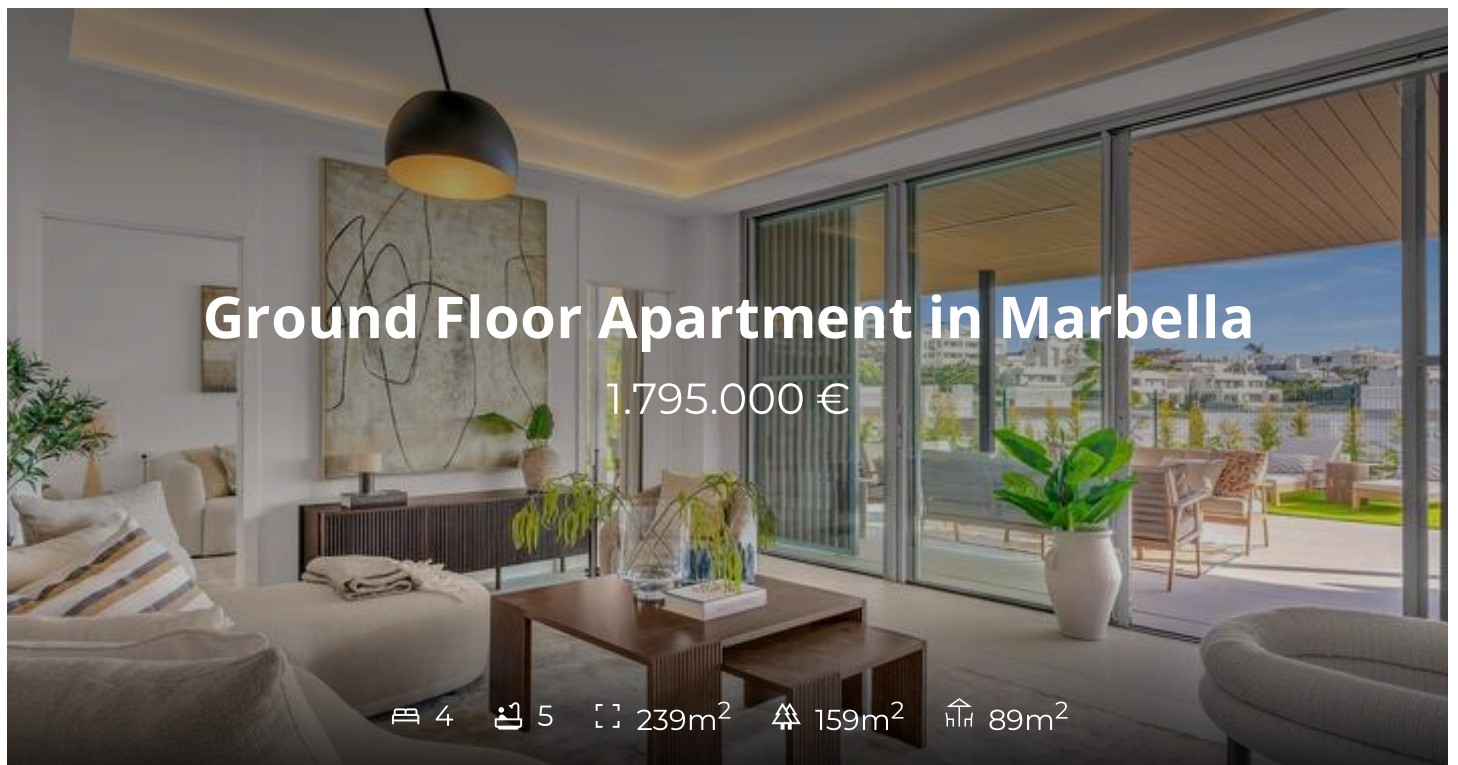 Ground Floor Apartment in Marbella
1.795.000 €
4 5 239m² 159m² 89m²